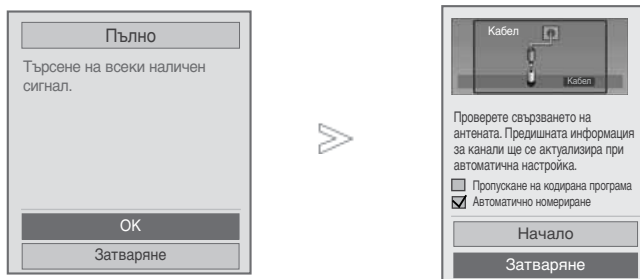 Пълно
Търсене на всеки наличен
сигнал.
OK
Затваряне
Кабел
Кабел
Проверете свързването на
антената. Предишната информация
за канали ще се актуализира при
автоматична настройка.
Пропускане на кодирана програма
Автоматично номериране
Начало
Затваряне